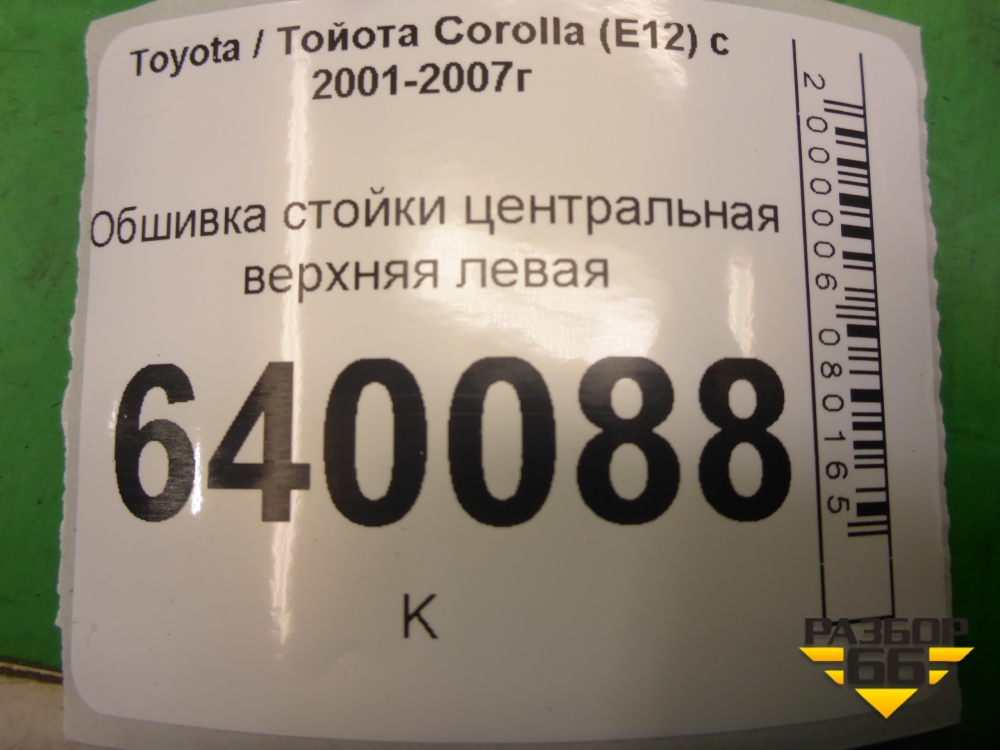 Toyota / Тойота Corolla (E12) с
2001-2007г
Обшивка стойки центральная
верхняя левая
640088
К
2000006080165
РАЗБОР
66